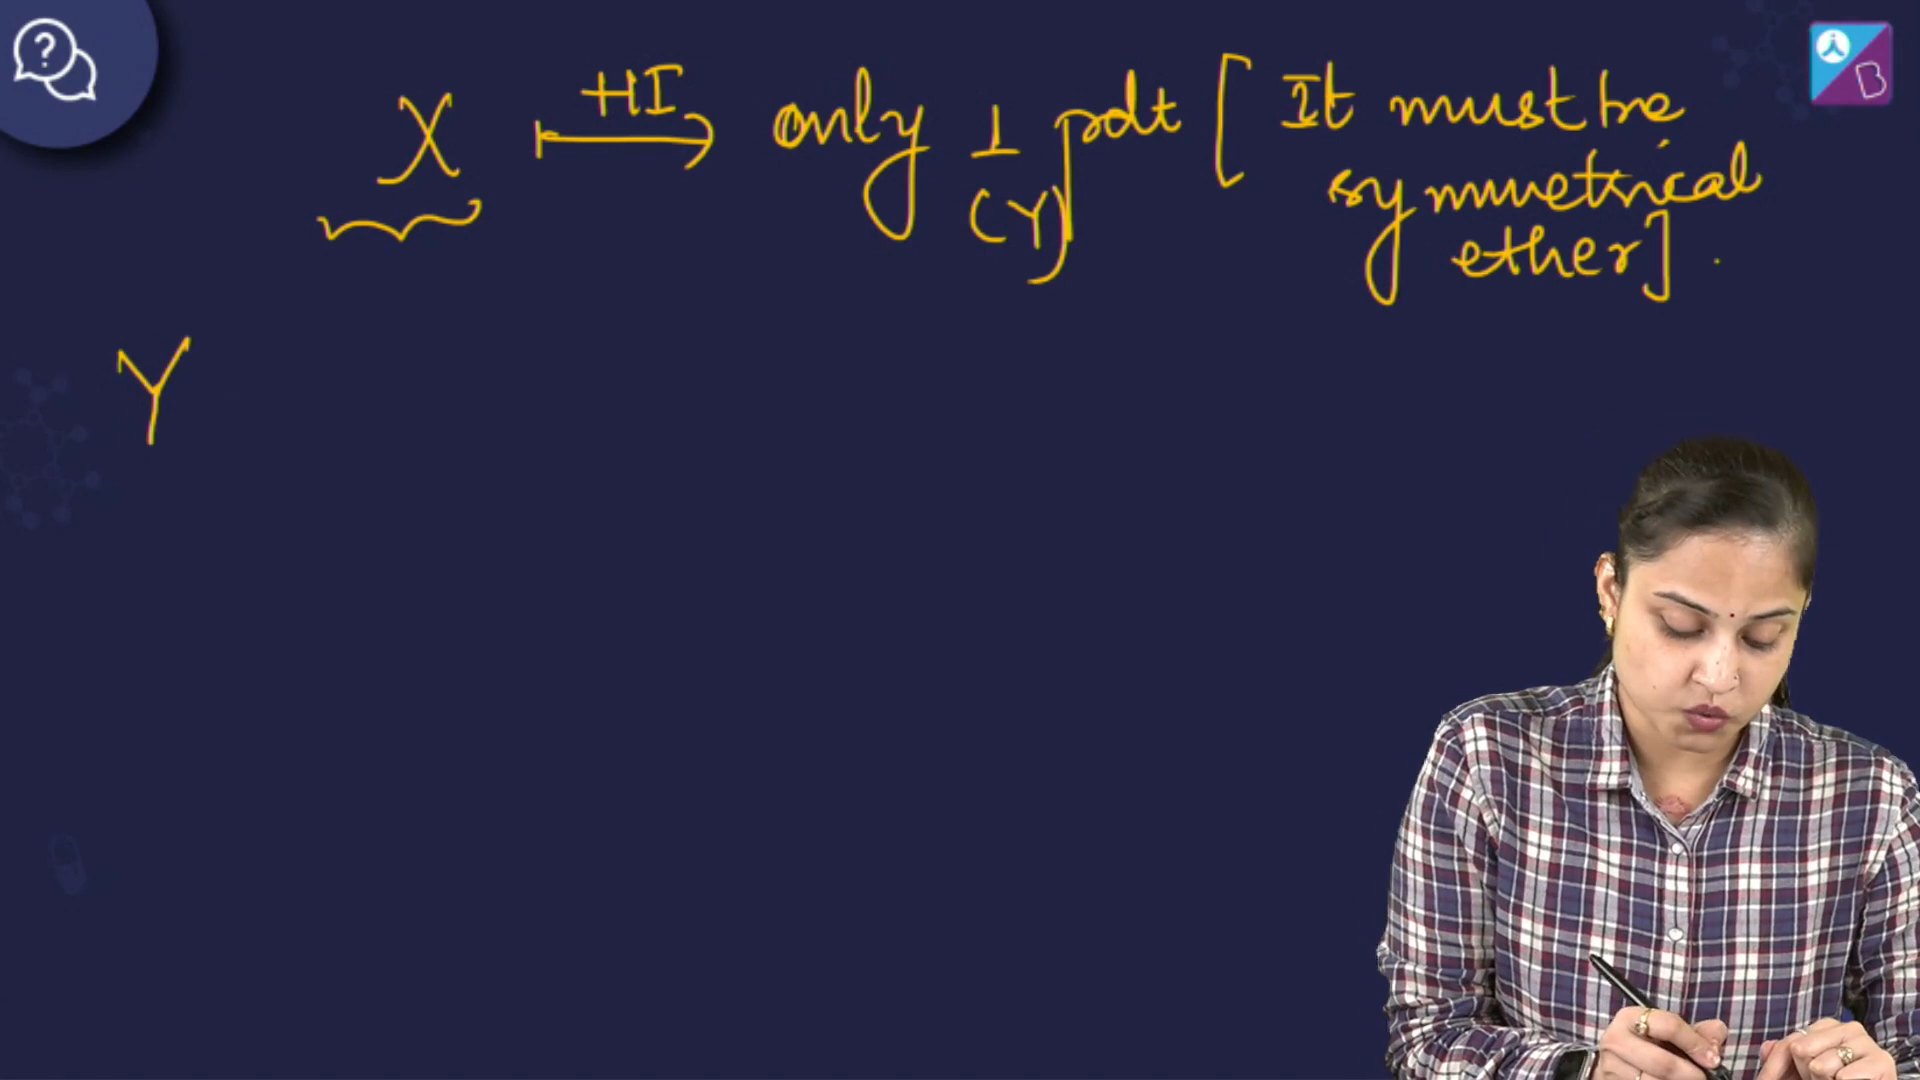 X HI only 1 pdt [ It must be
(Y) symmetrical
ether] .
Y
?
B